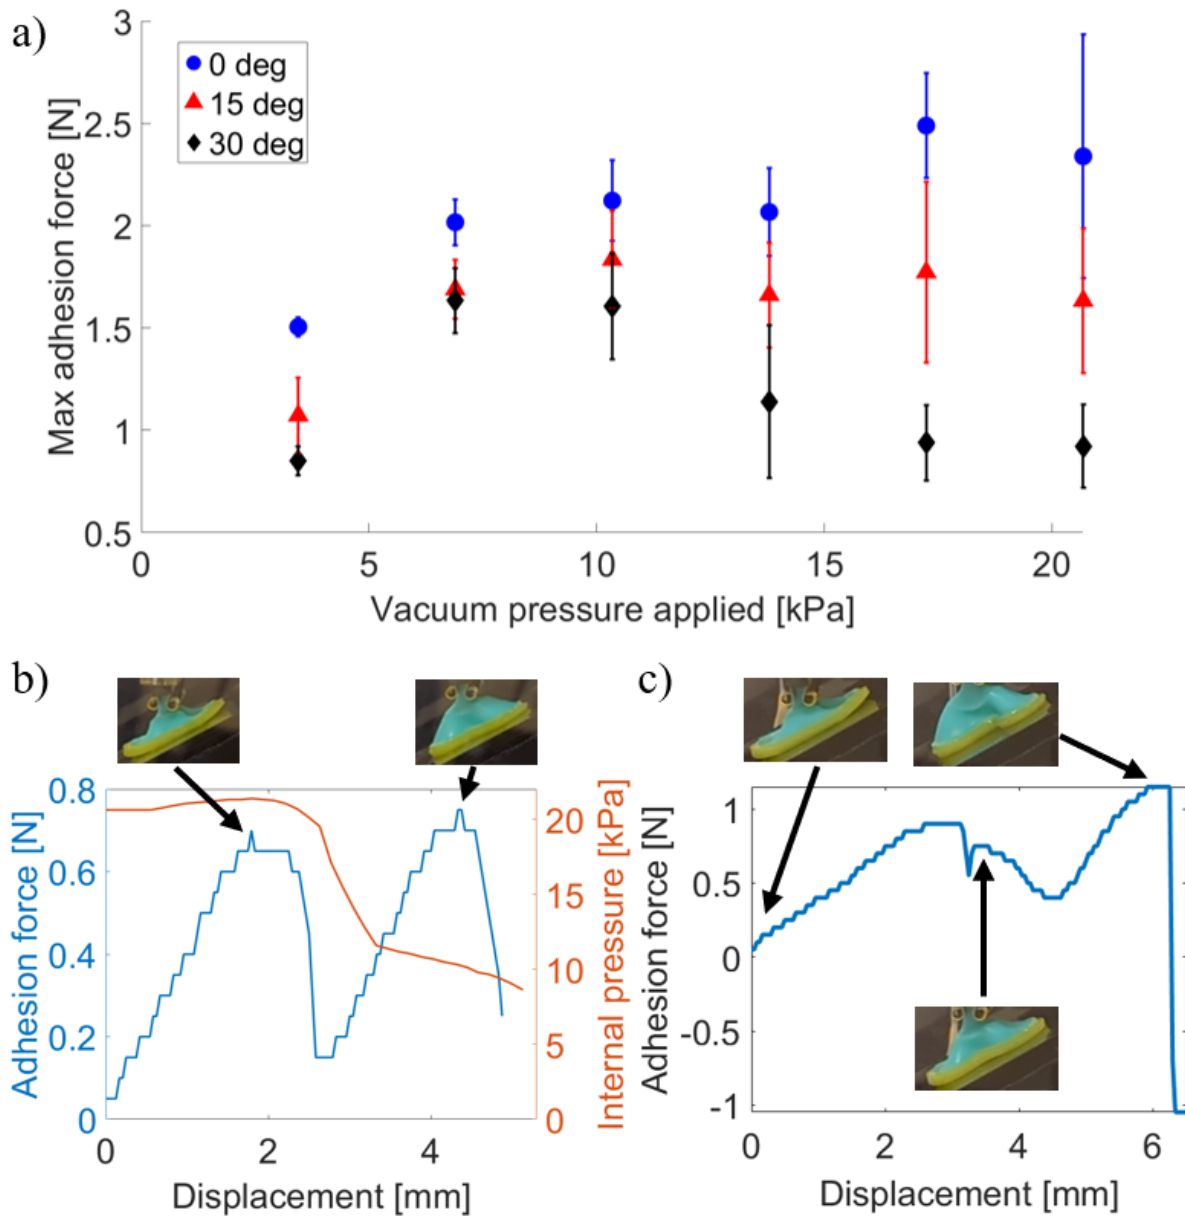 a)
3
2.5
2
1.5
1
0.5
Max adhesion force [N]
0 deg
15 deg
30 deg
0 5 10 15 20
Vacuum pressure applied [kPa]
b)
0.8
0.6
0.4
0.2
0
Adhesion force [N]
20
15
10
5
0
Internal pressure [kPa]
0 2 4
Displacement [mm]
c)
1
0.5
0
-0.5
-1
Adhesion force [N]
0 2 4 6
Displacement [mm]